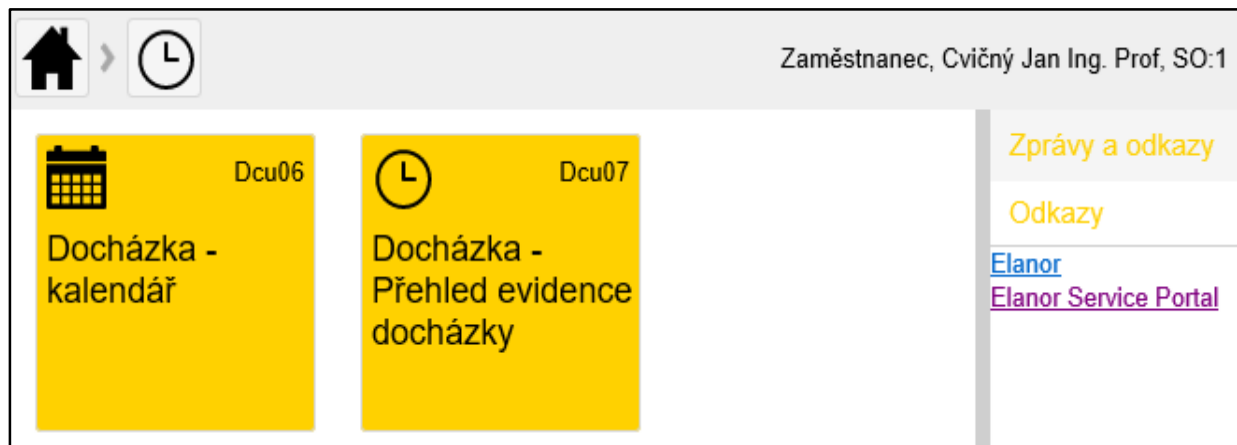 Zaměstnanec, Cvičný Jan Ing. Prof, SO:1
Dcu06
Docházka -
kalendář
Dcu07
Docházka -
Přehled evidence
docházky
Zprávy a odkazy
Odkazy
Elanor
Elanor Service Portal